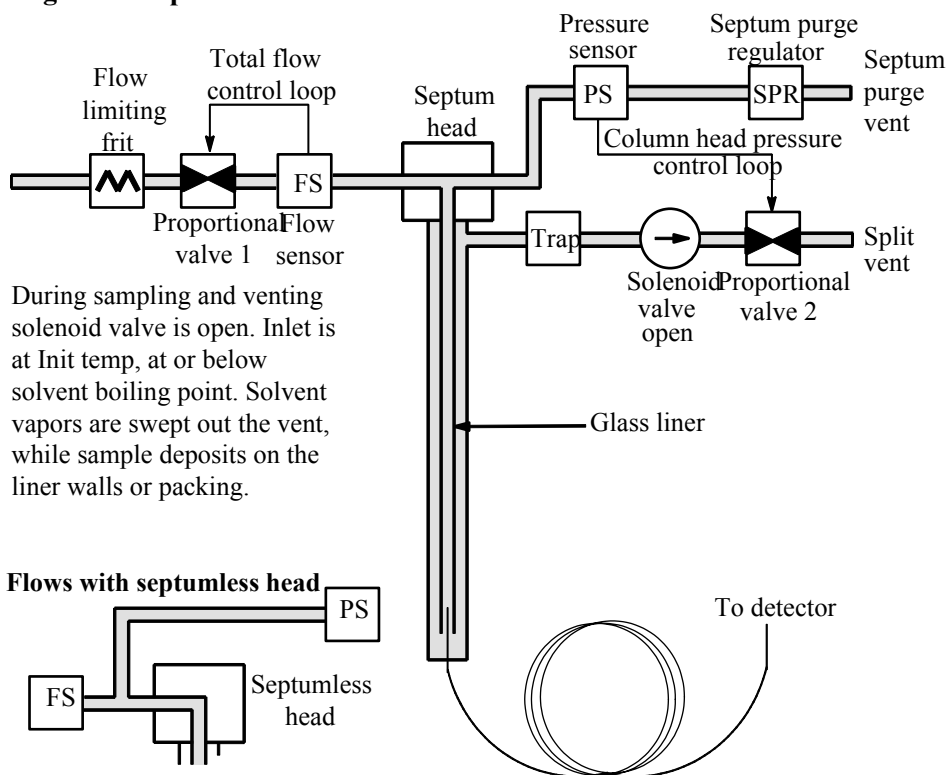 Pressure
sensor
Septum purge
regulator
Septum
purge
vent
Flow
limiting
frit
Total flow
control loop
Septum
head
PS
SPR
Column head pressure
control loop
FS
Proportional
valve 1
Flow
sensor
Trap
Split
vent
Solenoid
valve
open
Proportional
valve 2
During sampling and venting
solenoid valve is open. Inlet is
at Init temp, at or below
solvent boiling point. Solvent
vapors are swept out the vent,
while sample deposits on the
liner walls or packing.
Glass liner
Flows with septumless head
PS
FS
Septumless
head
To detector